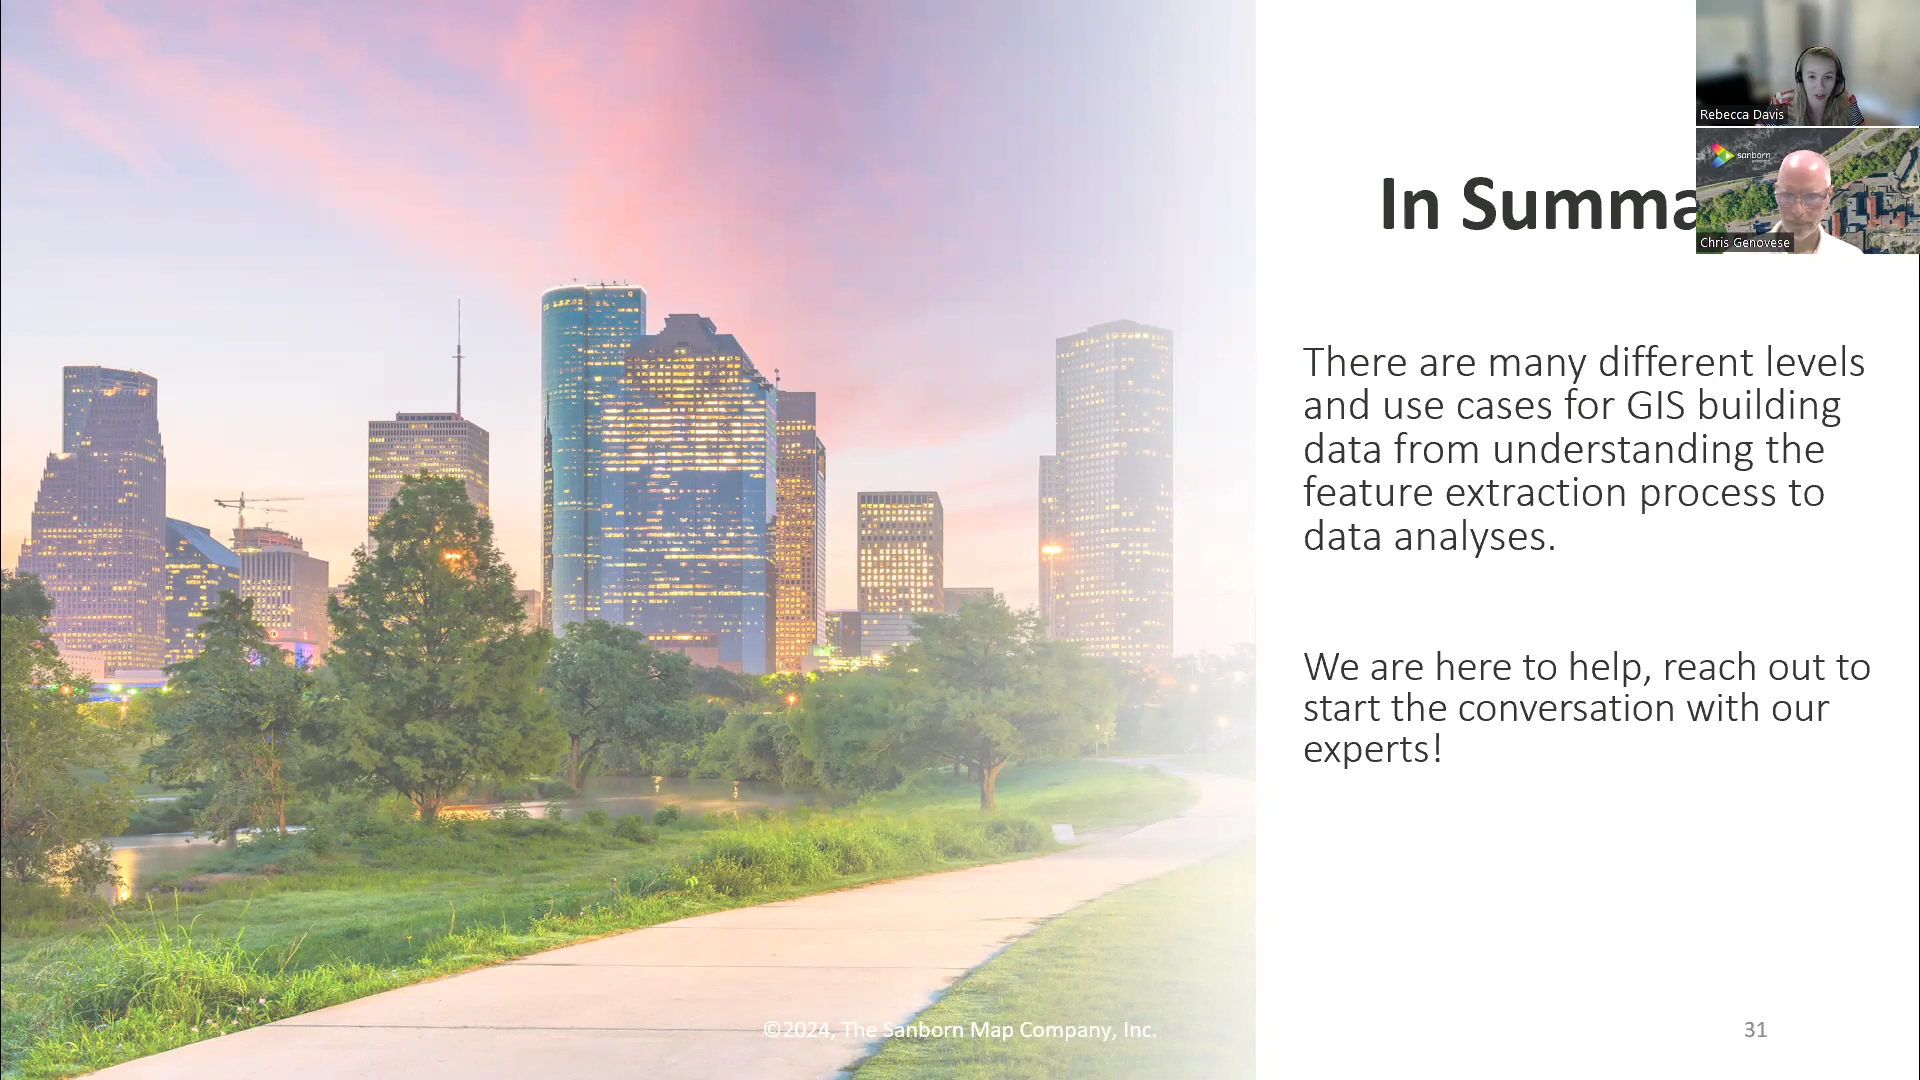 Rebecca Davis
sanborn
In Summa
Chris Genovese
There are many different levels
and use cases for GIS building
data from understanding the
feature extraction process to
data analyses.
We are here to help, reach out to
start the conversation with our
experts!
©2024, The Sanborn Map Company, Inc.
31